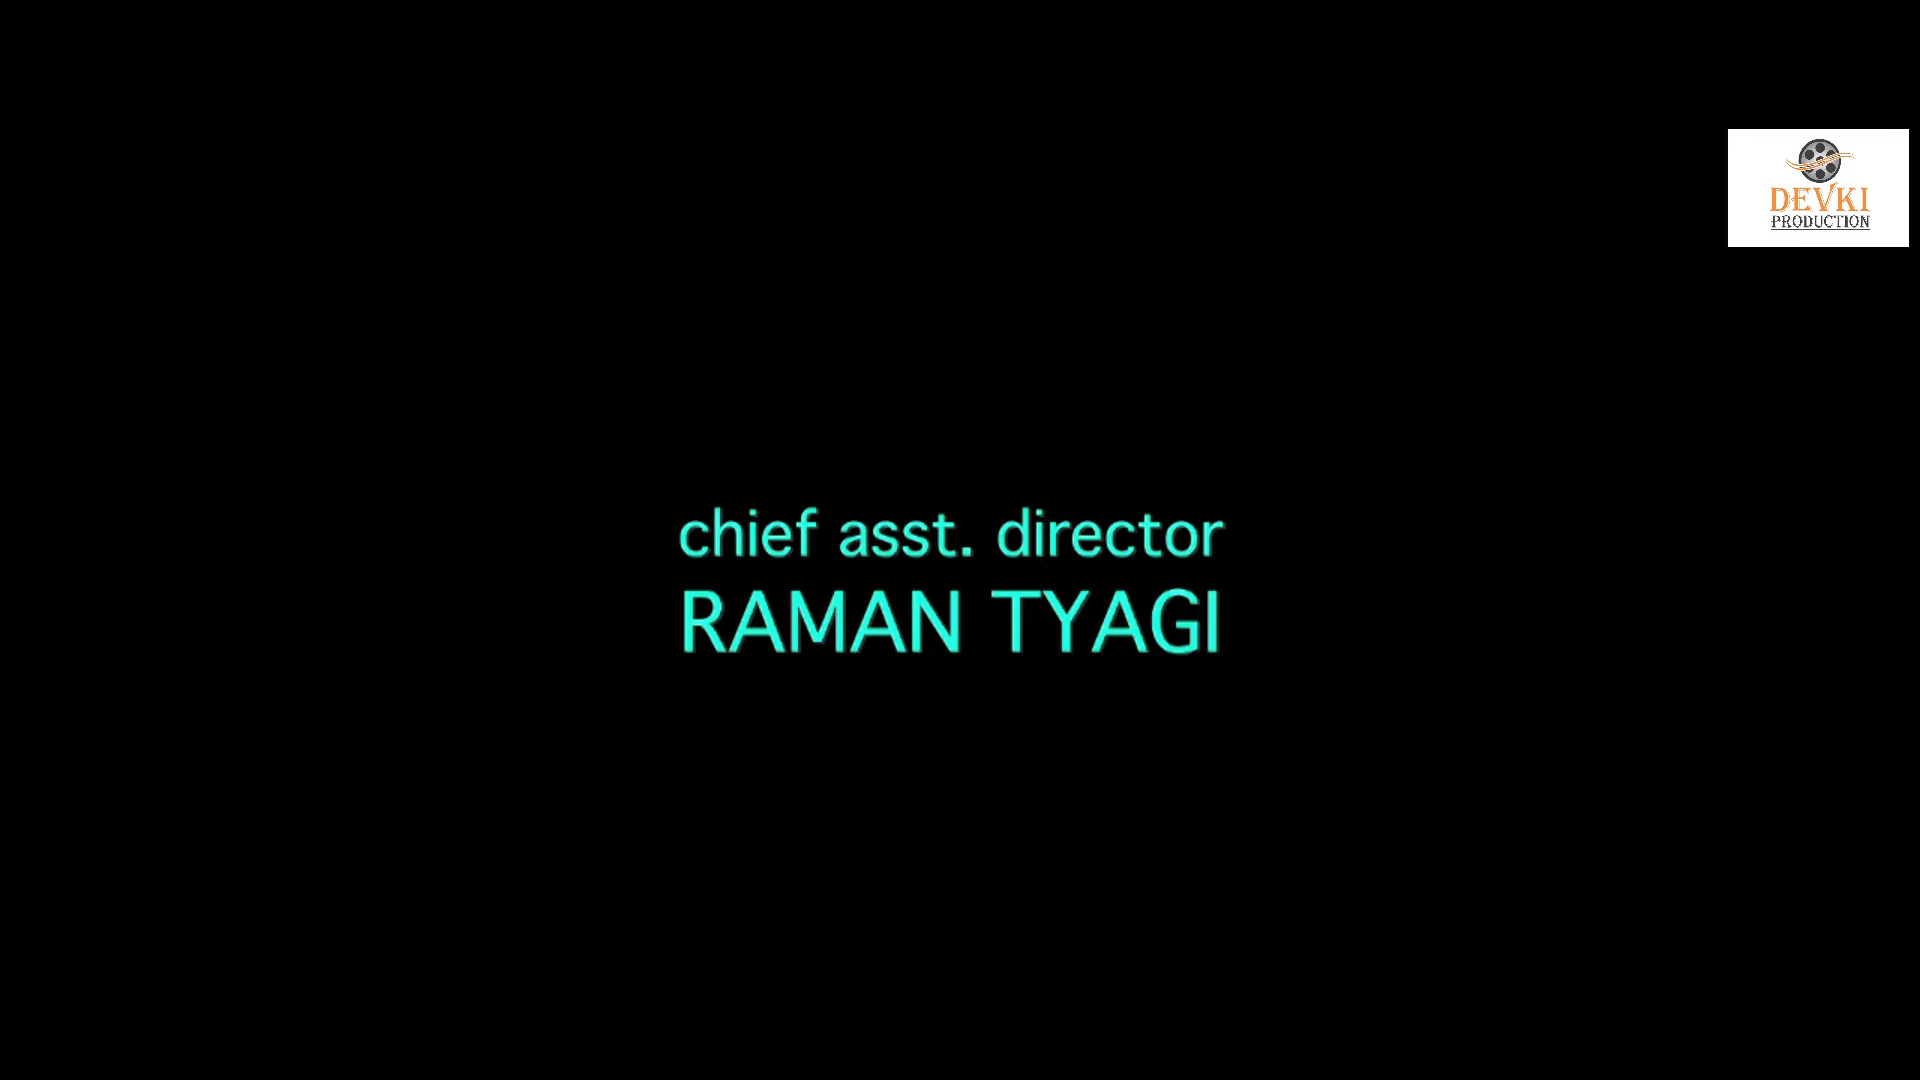 DEVKI
PRODUCTION
chief asst. director
RAMAN TYAGI